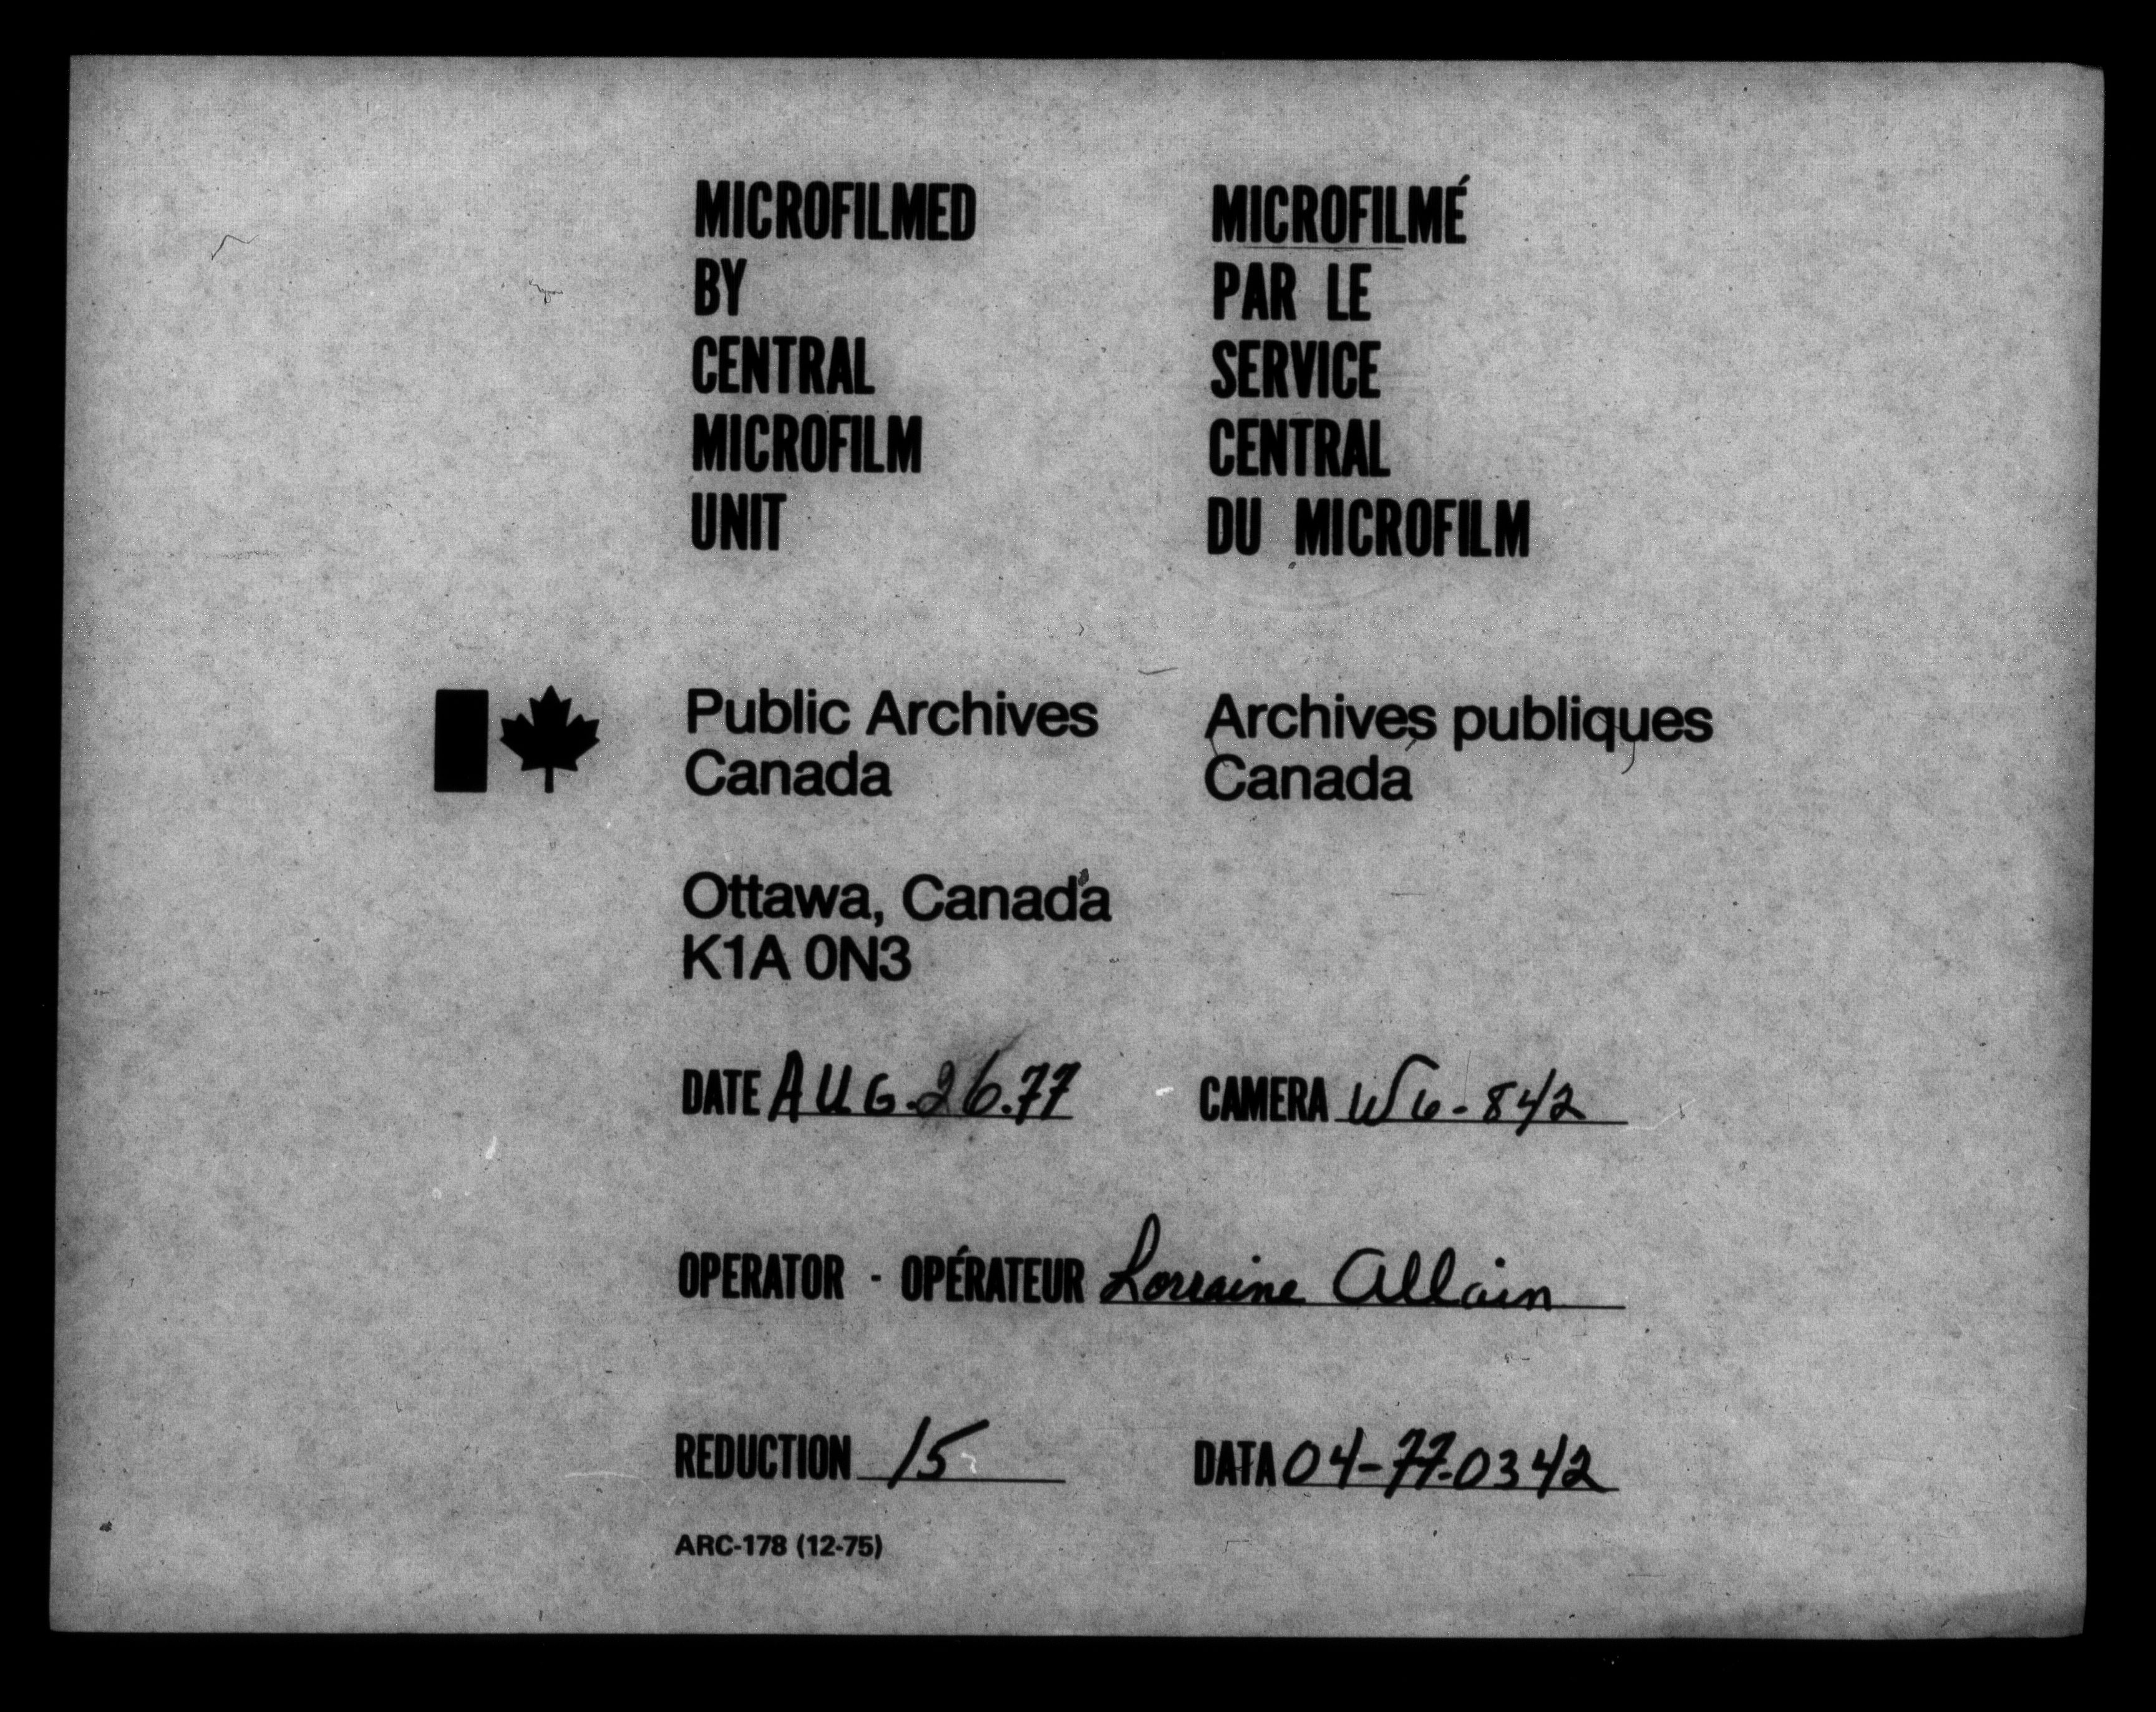 MICROFILMED
BY
CENTRAL
MICROFILM
UNIT
MICROFILMÉ
PAR LE
SERVICE
CENTRAL
DU MICROFILM
Public Archives
Canada
Archives publiques
Canada
Ottawa, Canada
K1A 0N3
DATE AUG.26.77
CAMERA W6-842
OPERATOR - OPÉRATEUR Lorraine Allain
REDUCTION 15
DATA 04-77-0342
ARC-178 (12-75)